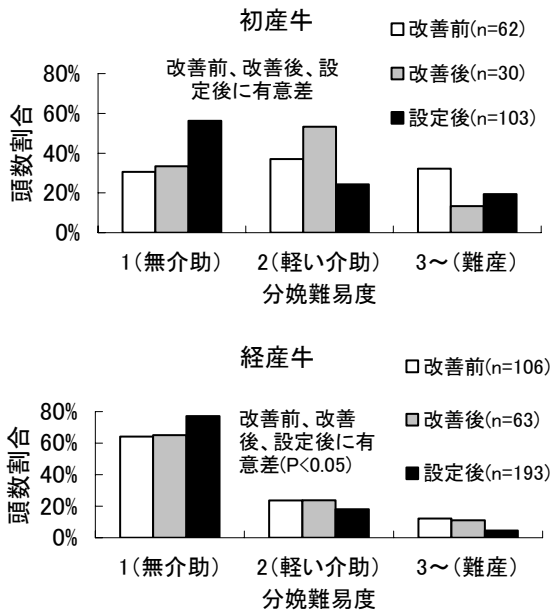 初産牛
改善前(n=62)
改善後(n=30)
設定後(n=103)
改善前、改善後、設
定後に有意差
頭数割合
80%
60%
40%
20%
0%
1(無介助)
2(軽い介助)
3～(難産)
分娩難易度
経産牛
改善前(n=106)
改善後(n=63)
設定後(n=193)
改善前、改善
後、設定後に有
意差(P<0.05)
頭数割合
80%
60%
40%
20%
0%
1(無介助)
2(軽い介助)
3～(難産)
分娩難易度